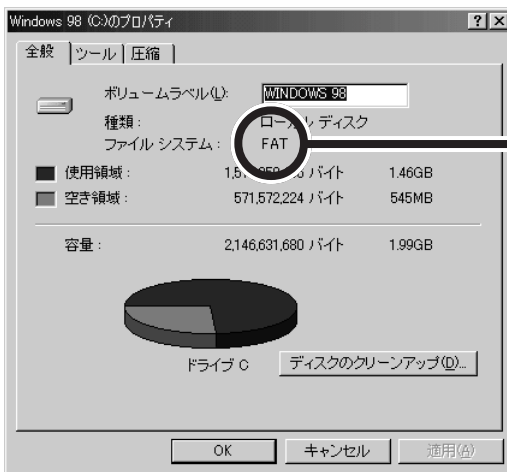 Windows 98 (C:)のプロパティ
全般 ツール 圧縮
ボリュームラベル(L): WINDOWS 98
種類: ローカル ディスク
ファイル システム: FAT
使用領域: バイト 1.46GB
空き領域: 571,572,224 バイト 545MB
容量: 2,146,631,680 バイト 1.99GB
ドライブ C ディスクのクリーンアップ(D)...
OK キャンセル 適用(A)